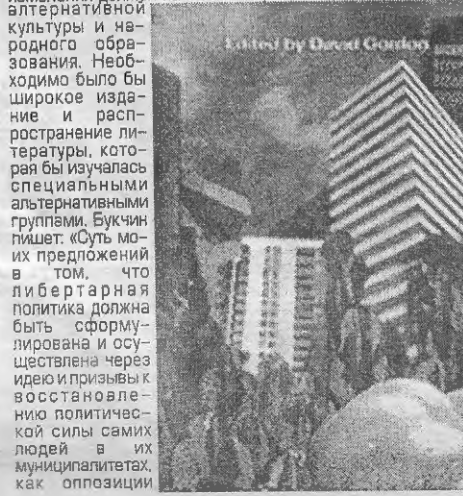 алтернативной
культуры и на-
родного обра-
зования. Необ-
ходимо было бы
широкое изда-
ние и расп-
ространение ли-
тературы, кото-
рая бы изучалась
специальными
альтернативными
группами. Букчин
пишет: «Суть мо-
их предложений
в том, что
либертарная
политика должна
быть сформу-
лирована и осу-
ществлена через
идею и призывы к
восстановле-
нию политичес-
кой силы самих
людей в их
муниципалитетах,
как оппозиции
Edited by David Gordon